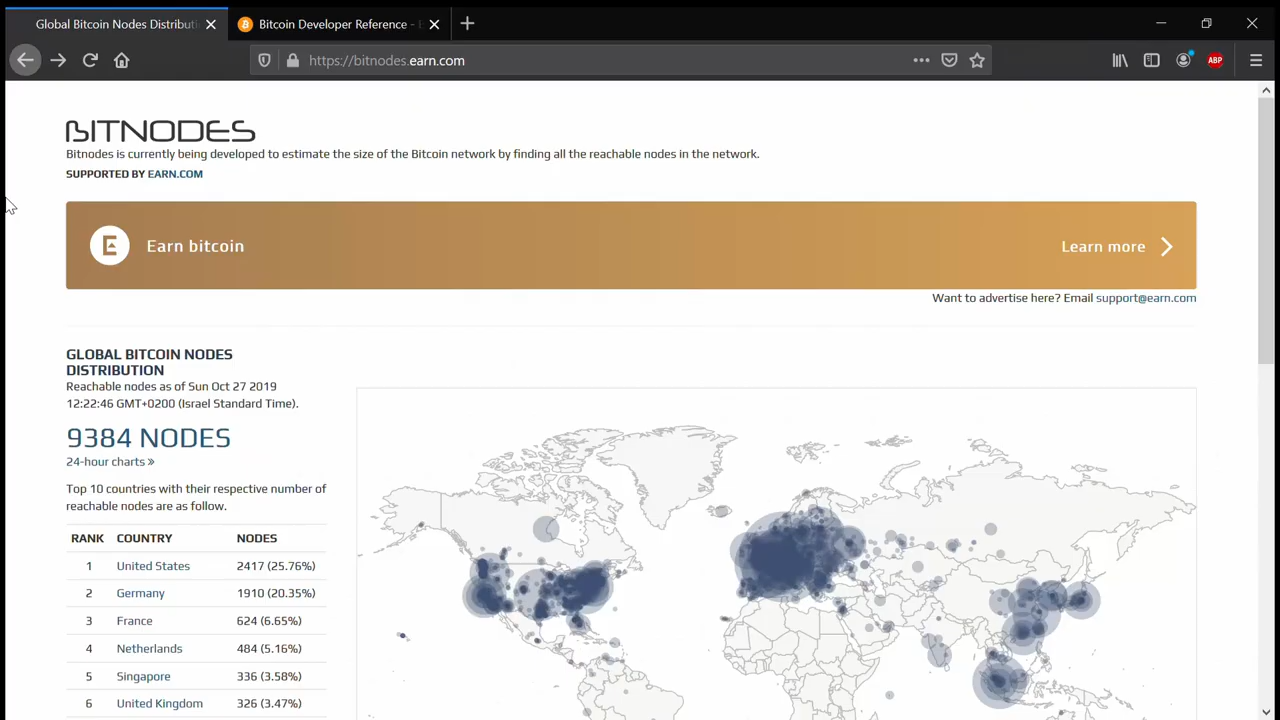 Global Bitcoin Nodes Distributi
Bitcoin Developer Reference -
https://bitnodes.earn.com
ABP
BITNODES
Bitnodes is currently being developed to estimate the size of the Bitcoin network by finding all the reachable nodes in the network.
SUPPORTED BY EARN.COM
E Earn bitcoin
Learn more
Want to advertise here? Email support@earn.com
GLOBAL BITCOIN NODES
DISTRIBUTION
Reachable nodes as of Sun Oct 27 2019
12:22:46 GMT+0200 (Israel Standard Time).
9384 NODES
24-hour charts »
Top 10 countries with their respective number of
reachable nodes are as follow.
RANK COUNTRY NODES
1 United States 2417 (25.76%)
2 Germany 1910 (20.35%)
3 France 624 (6.65%)
4 Netherlands 484 (5.16%)
5 Singapore 336 (3.58%)
6 United Kingdom 326 (3.47%)